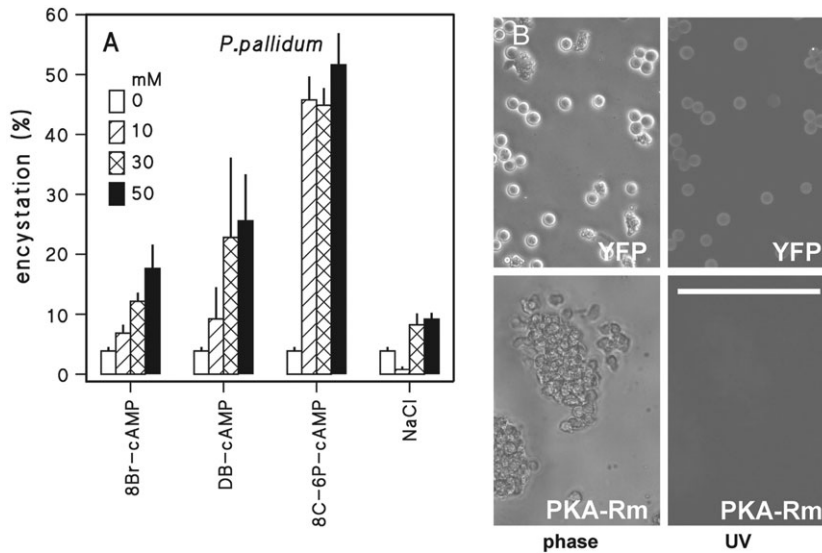 A
P.pallidum
mM
0
10
30
50
60
50
40
30
20
10
0
encystation (%)
8Br-cAMP
DB-cAMP
8C-6P-cAMP
NaCl
B
YFP
YFP
PKA-Rm
PKA-Rm
phase
UV